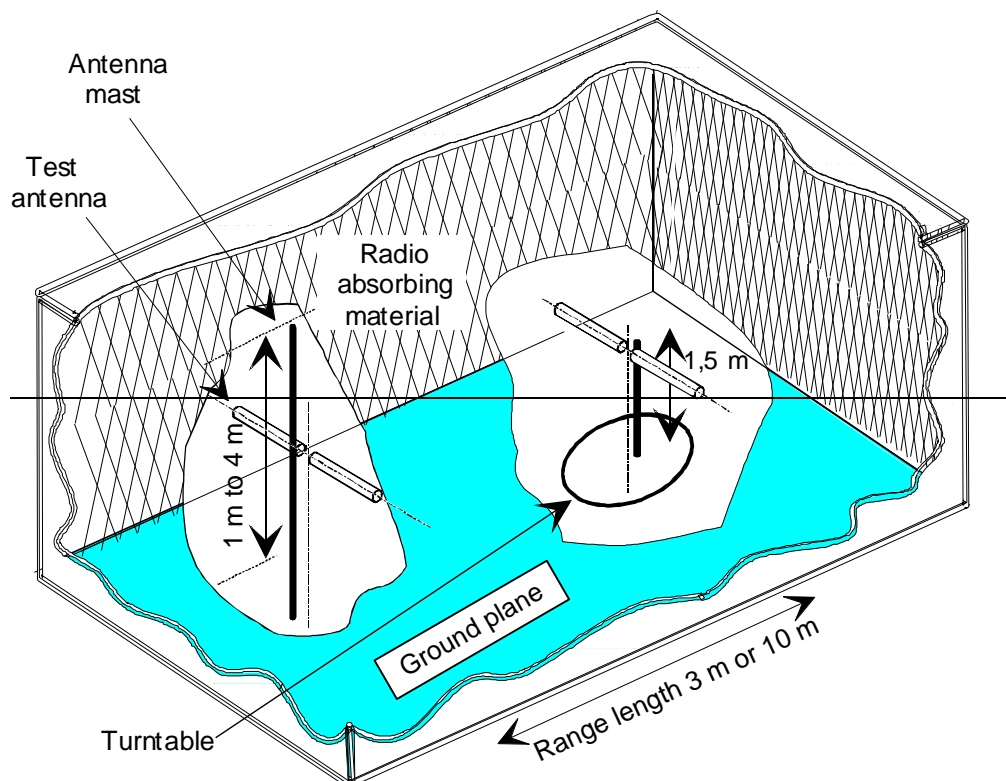 Antenna
mast
Test
antenna
Radio
absorbing
material
1,5 m
1 m to 4 m
Ground plane
Range length 3 m or 10 m
Turntable